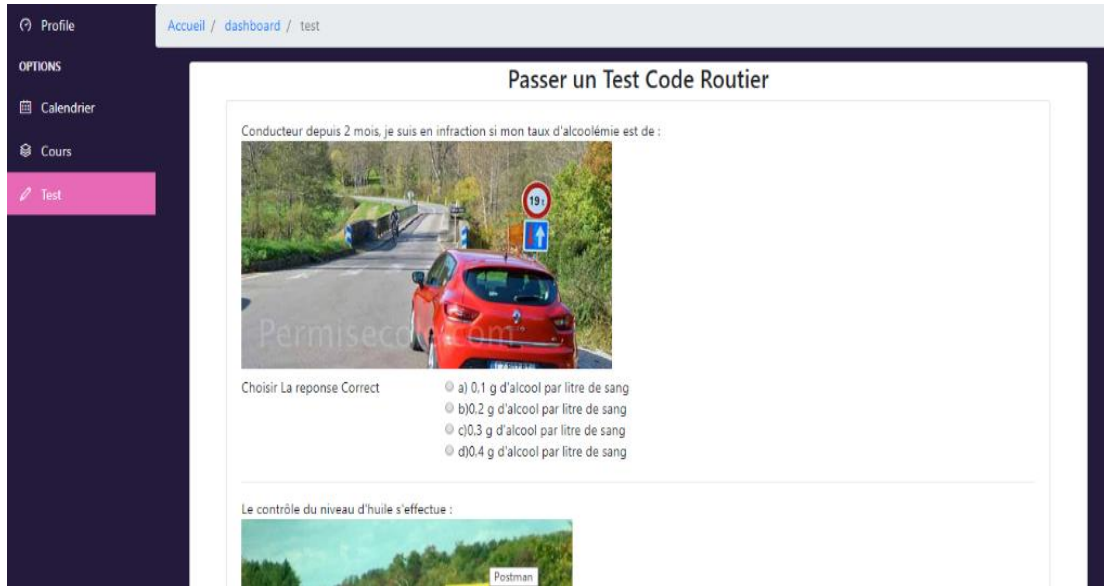 Profile
Accueil / dashboard / test
OPTIONS
Passer un Test Code Routier
Calendrier
Cours
Test
Conducteur depuis 2 mois, je suis en infraction si mon taux d'alcoolémie est de :
19t
Permisecole.com
Choisir La reponse Correct
a) 0,1 g d'alcool par litre de sang
b)0,2 g d'alcool par litre de sang
c)0,3 g d'alcool par litre de sang
d)0,4 g d'alcool par litre de sang
Le contrôle du niveau d'huile s'effectue :
Postman